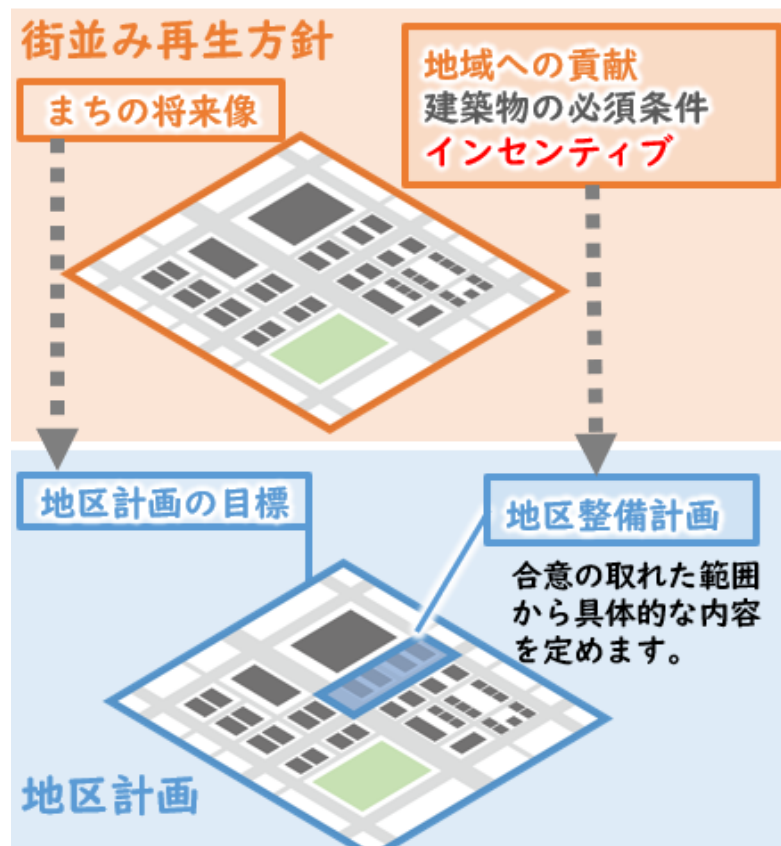 街並み再生方針
まちの将来像
地域への貢献
建築物の必須条件
インセンティブ
地区計画の目標
地区整備計画
合意の取れた範囲
から具体的な内容
を定めます。
地区計画